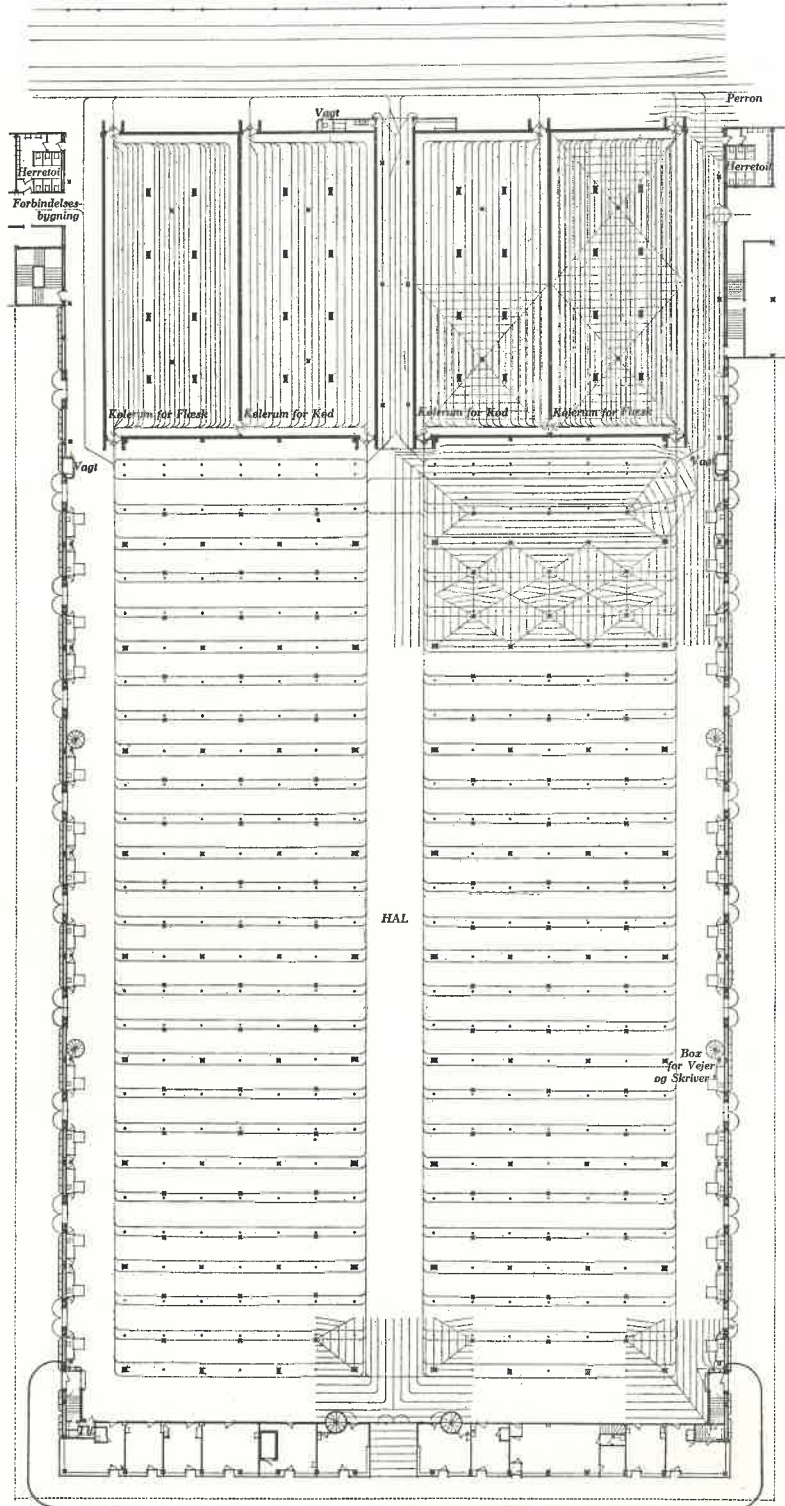 Perron
Vagt
Herretoil
Herretoil
Forbindelses-
bygning
Kølerum for Flæsk
Kølerum for Kød
Kølerum for Kød
Kølerum for Flæsk
Vagt
Vagt
HAL
Box
for Vejer
og Skriver